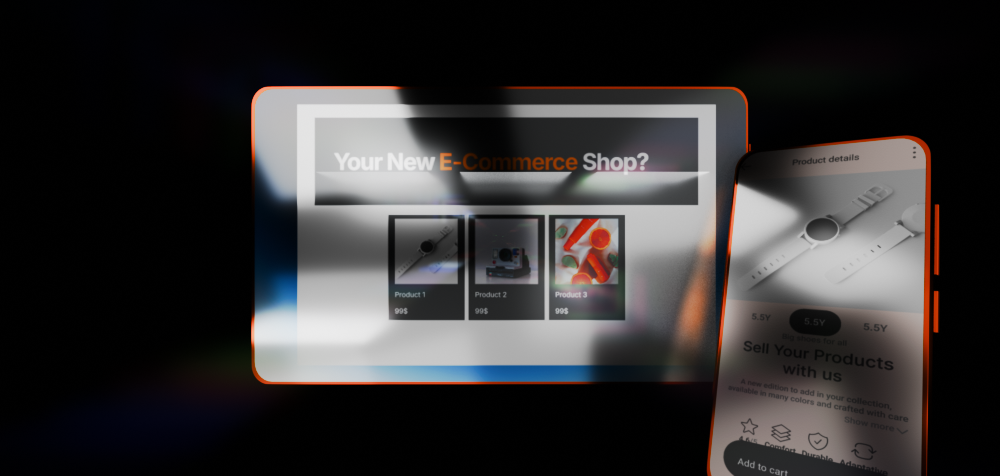 Your New E-Commerce Shop?
Product 1
99$
Product 2
99$
Product 3
99$
Product details
5.5Y
5.5Y
5.5Y
Big shoes for all
Sell Your Products
with us
A new edition to add in your collection,
available in many colors and crafted with care
Show more
Comfort
Durable
Adaptative
Add to cart